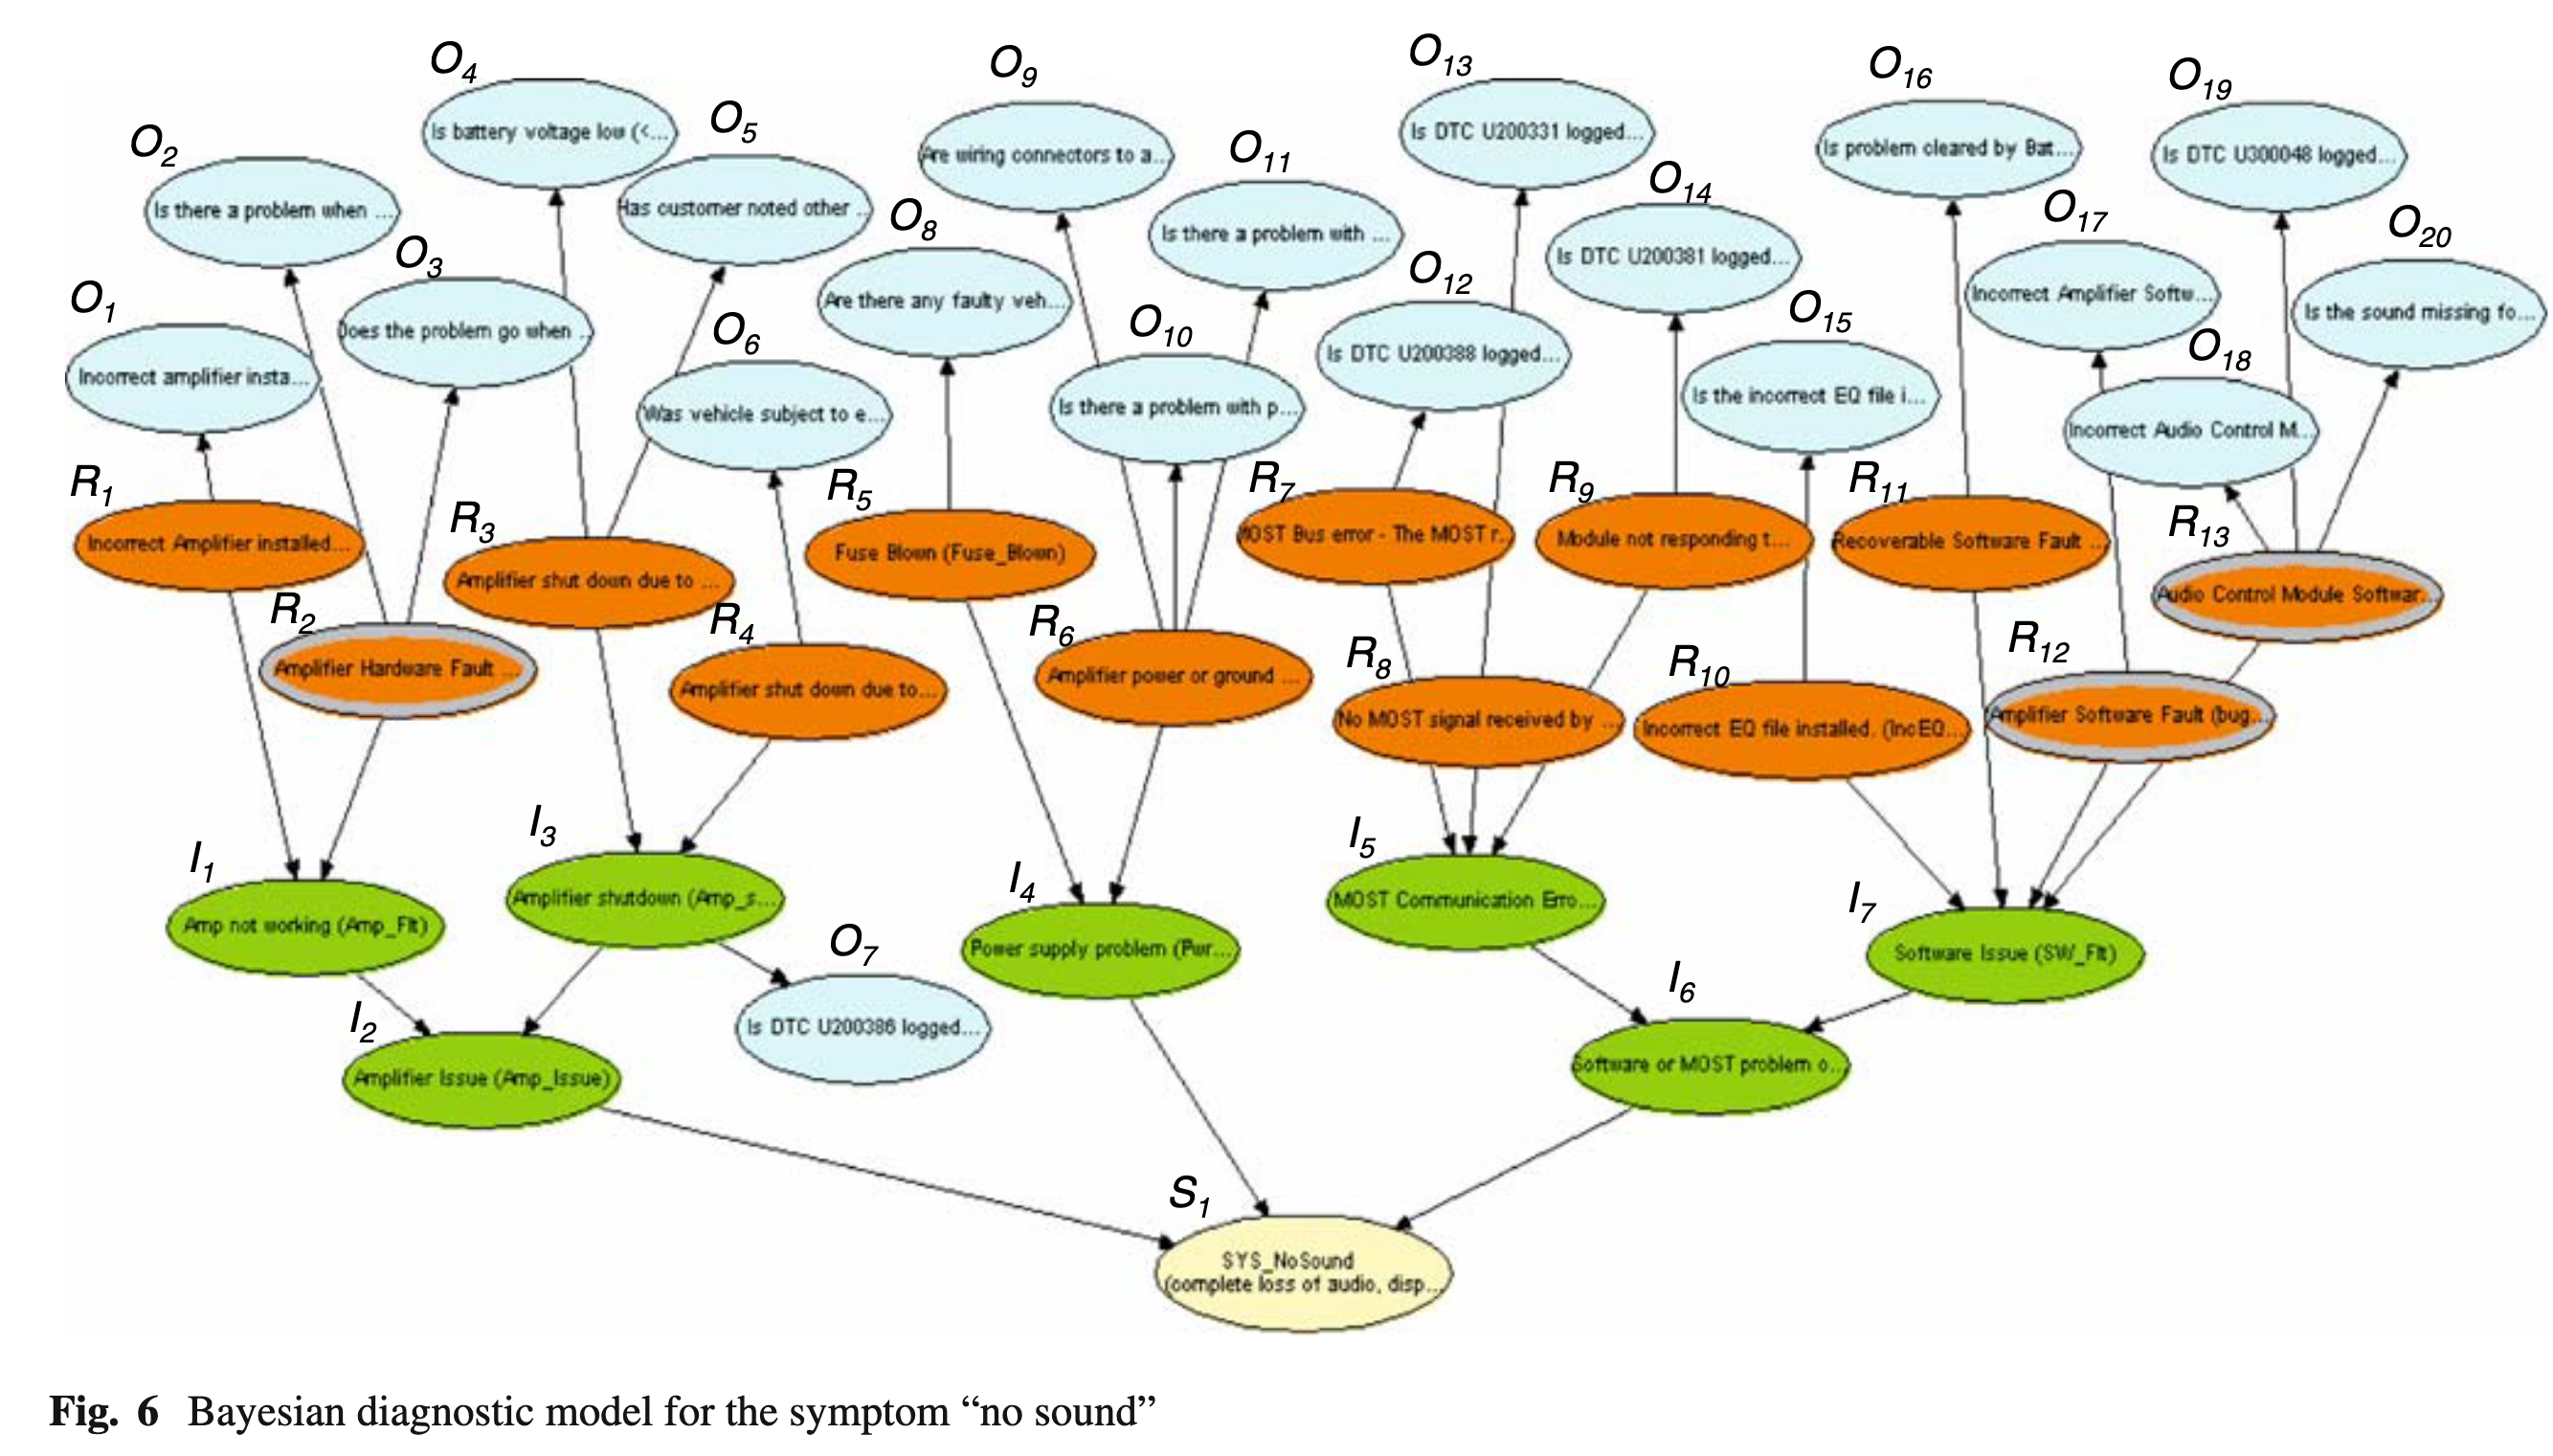 O4
Is battery voltage low (<...
O9
O13
Is DTC U200331 logged...
O16
Is problem cleared by Bat...
O19
Is DTC U300048 logged...
O2
Is there a problem when ...
O5
Has customer noted other ...
Are wiring connectors to a...
O11
Is there a problem with ...
O14
Is DTC U200381 logged...
O17
Incorrect Amplifier Softw...
O20
Is the sound missing fo...
O3
Does the problem go when ...
O8
Are there any faulty veh...
O12
Is DTC U200388 logged...
O1
Incorrect amplifier insta...
O6
Was vehicle subject to e...
O10
Is there a problem with p...
O15
Is the incorrect EQ file i...
O18
Incorrect Audio Control M...
R1
Incorrect Amplifier installed...
R3
Amplifier shut down due to ...
R5
Fuse Blown (Fuse_Blown)
R7
MOST Bus error - The MOST r...
R9
Module not responding t...
R11
Recoverable Software Fault ...
R13
Audio Control Module Softwar...
R2
Amplifier Hardware Fault ...
R4
Amplifier shut down due to...
R6
Amplifier power or ground ...
R8
No MOST signal received by ...
R10
Incorrect EQ file installed. (IncEQ...
R12
Amplifier Software Fault (bug...
I1
Amp not working (Amp_Flt)
I3
Amplifier shutdown (Amp_s...
I4
Power supply problem (Pwr...
I5
MOST Communication Erro...
I7
Software Issue (SW_Flt)
I2
Amplifier Issue (Amp_Issue)
O7
Is DTC U200386 logged...
I6
Software or MOST problem o...
S1
SYS_NoSound
(complete loss of audio, disp...
Fig. 6 Bayesian diagnostic model for the symptom “no sound”